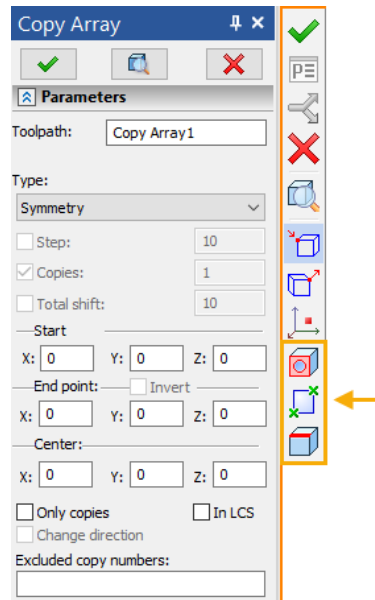 Copy Array
Parameters
Toolpath: Copy Array1
Type:
Symmetry
Step: 10
Copies: 1
Total shift: 10
Start
X: 0 Y: 0 Z: 0
End point: Invert
X: 0 Y: 0 Z: 0
Center:
X: 0 Y: 0 Z: 0
Only copies In LCS
Change direction
Excluded copy numbers: